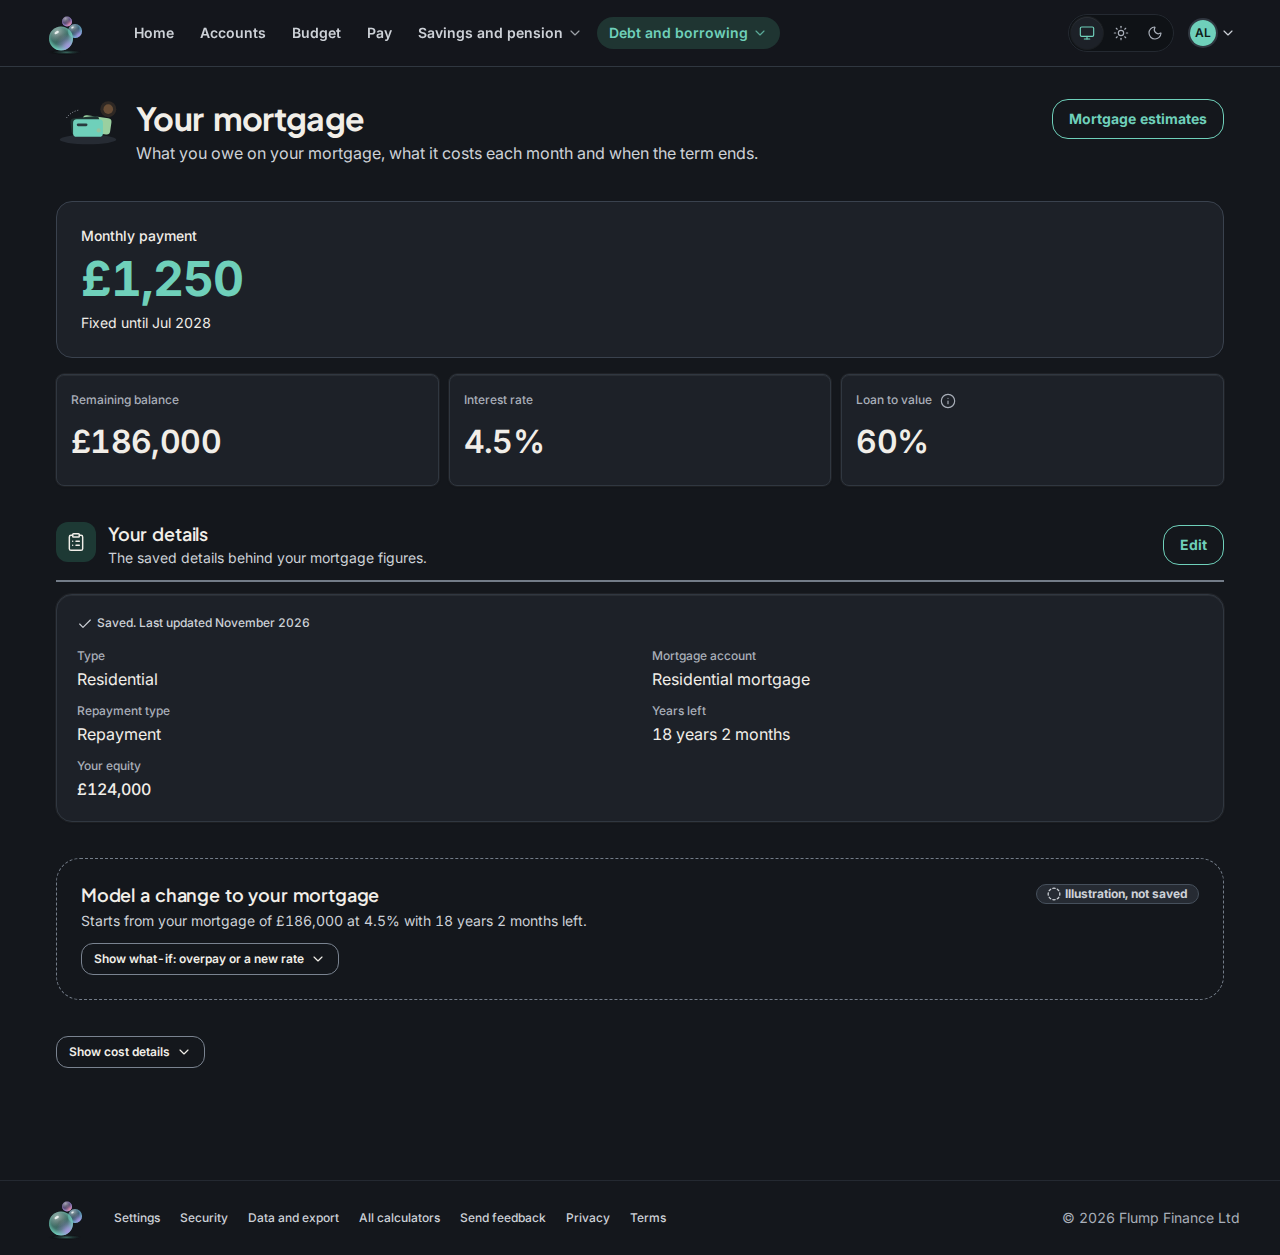 Home
Accounts
Budget
Pay
Savings and pension
Debt and borrowing
AL
Your mortgage
What you owe on your mortgage, what it costs each month and when the term ends.
Mortgage estimates
Monthly payment
£1,250
Fixed until Jul 2028
Remaining balance
£186,000
Interest rate
4.5%
Loan to value
60%
Your details
The saved details behind your mortgage figures.
Edit
Saved. Last updated November 2026
Type
Residential
Mortgage account
Residential mortgage
Repayment type
Repayment
Years left
18 years 2 months
Your equity
£124,000
Model a change to your mortgage
Illustration, not saved
Starts from your mortgage of £186,000 at 4.5% with 18 years 2 months left.
Show what-if: overpay or a new rate
Show cost details
Settings
Security
Data and export
All calculators
Send feedback
Privacy
Terms
© 2026 Flump Finance Ltd